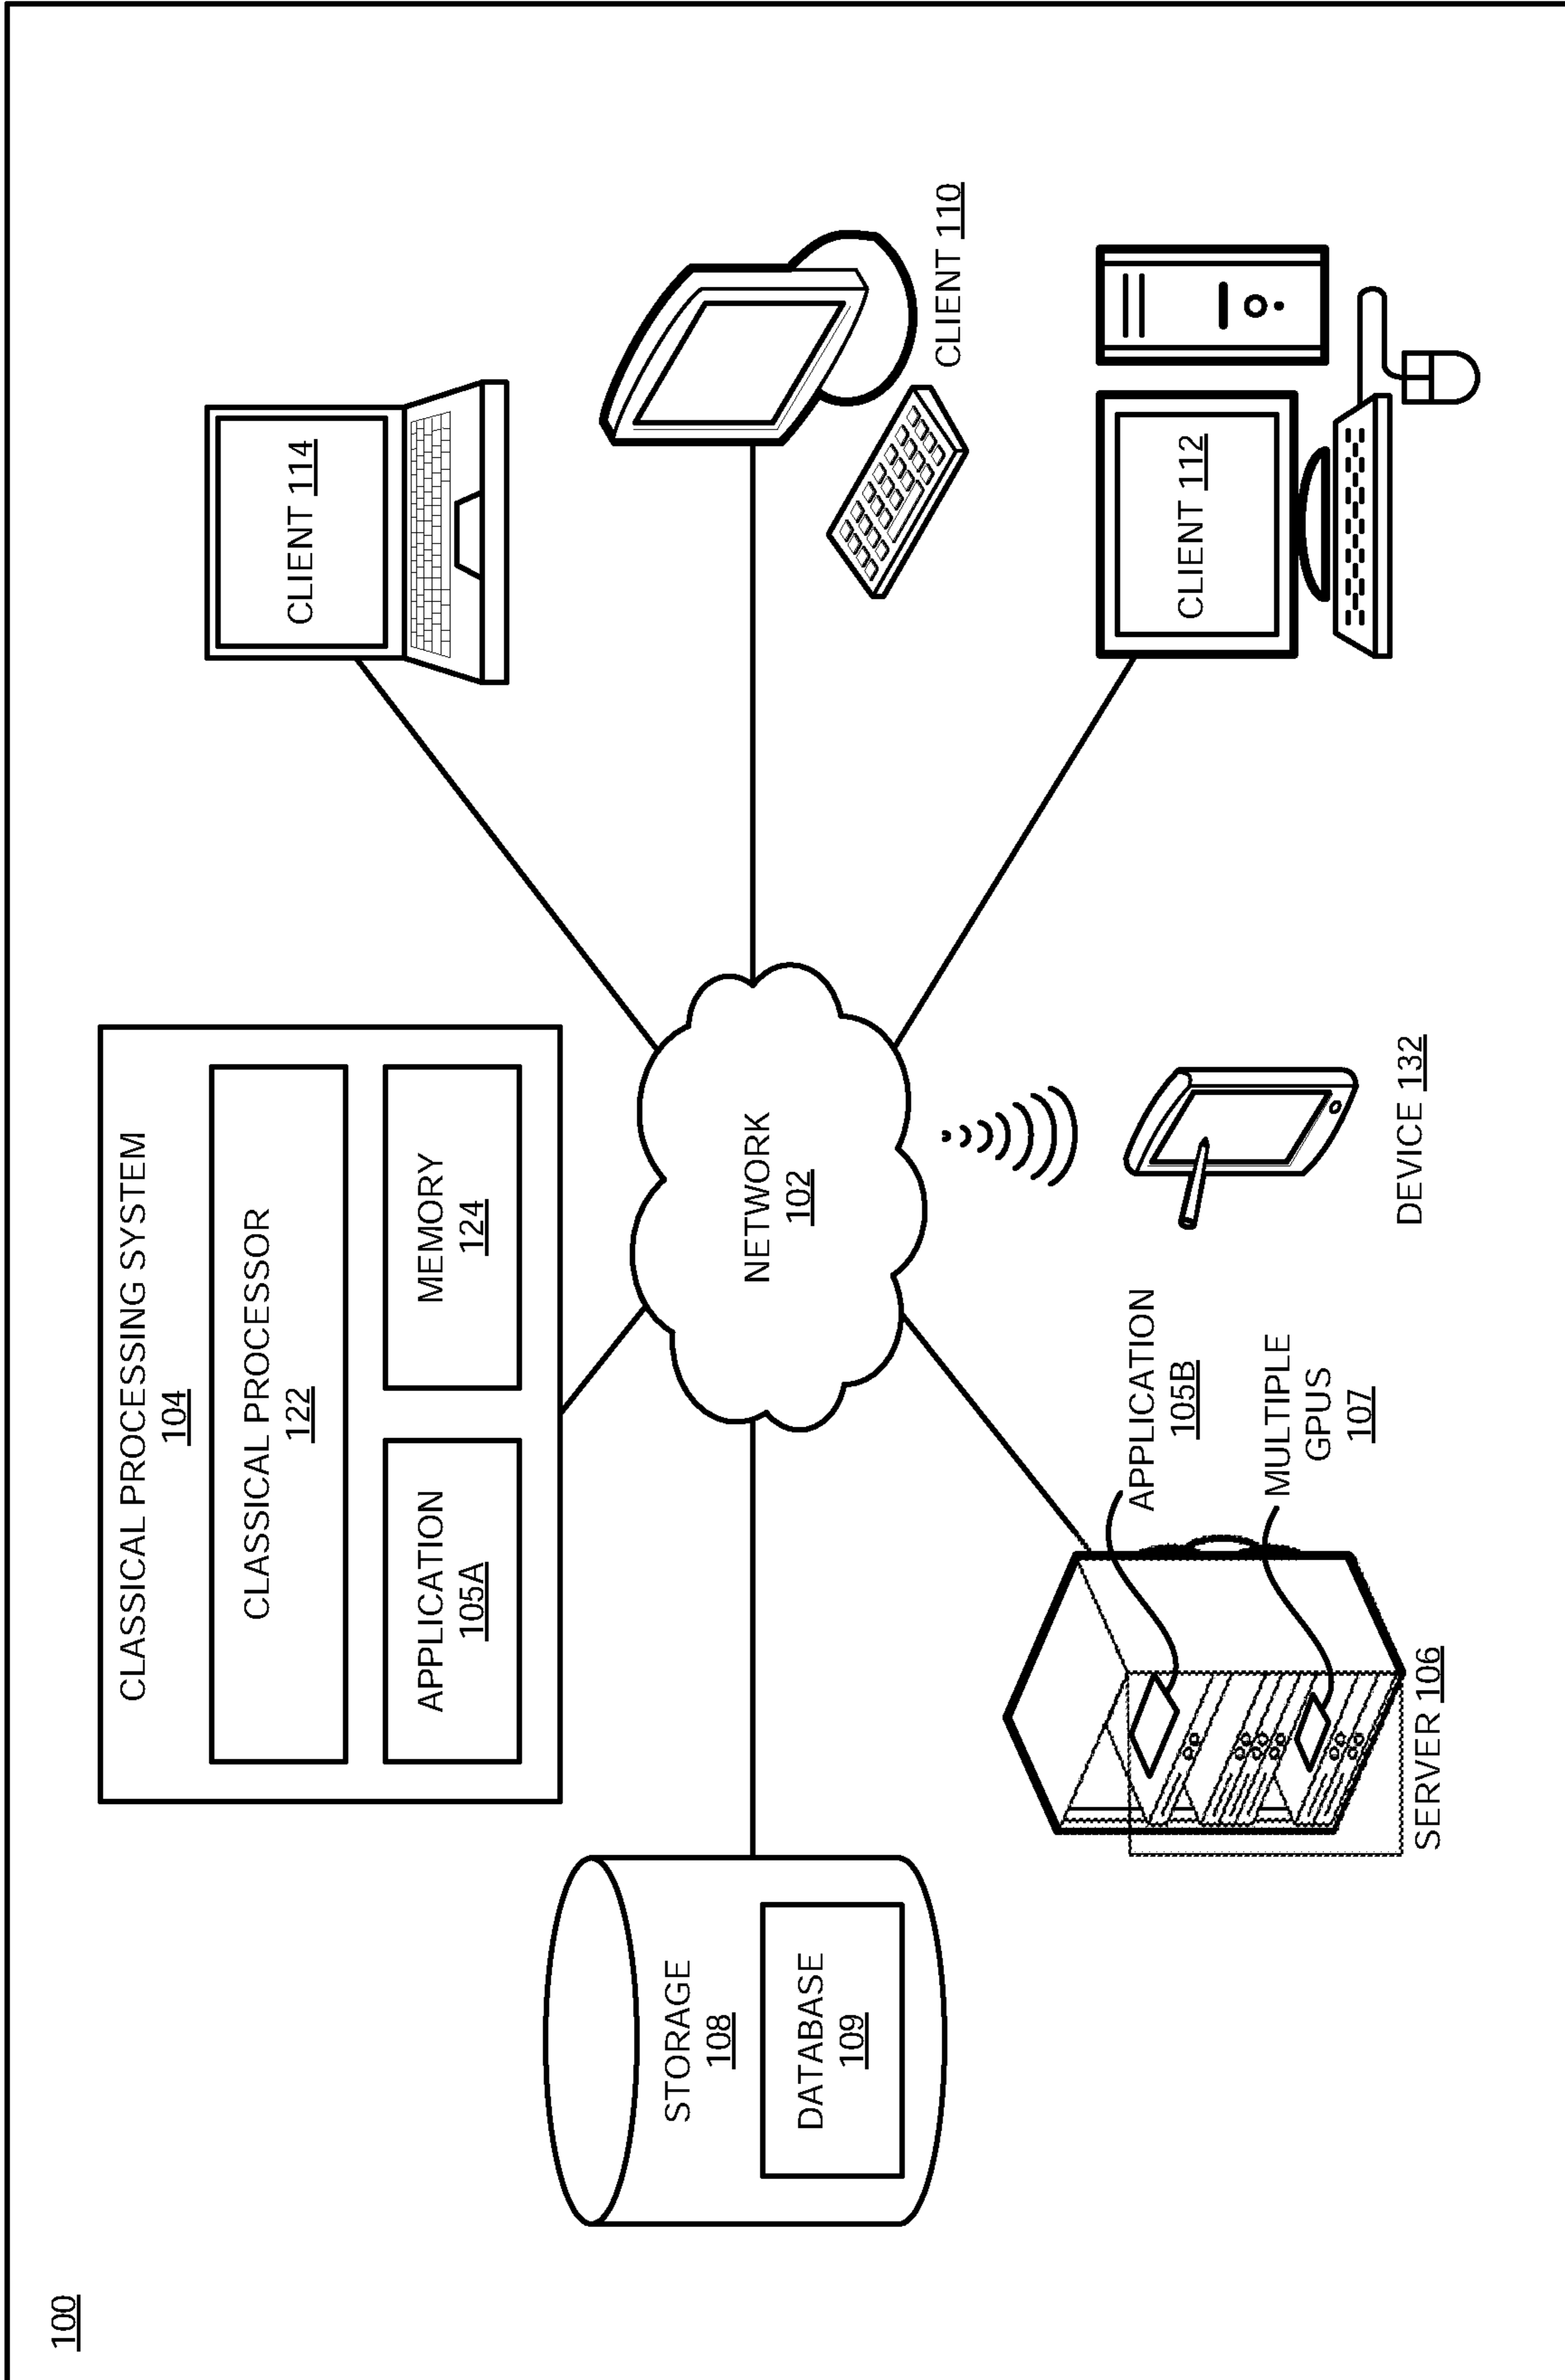 100
CLASSICAL PROCESSING SYSTEM
104
CLASSICAL PROCESSOR
122
APPLICATION
105A
MEMORY
124
CLIENT 114
STORAGE
108
DATABASE
109
NETWORK
102
CLIENT 110
APPLICATION
105B
MULTIPLE
GPUS
107
SERVER 106
DEVICE 132
CLIENT 112